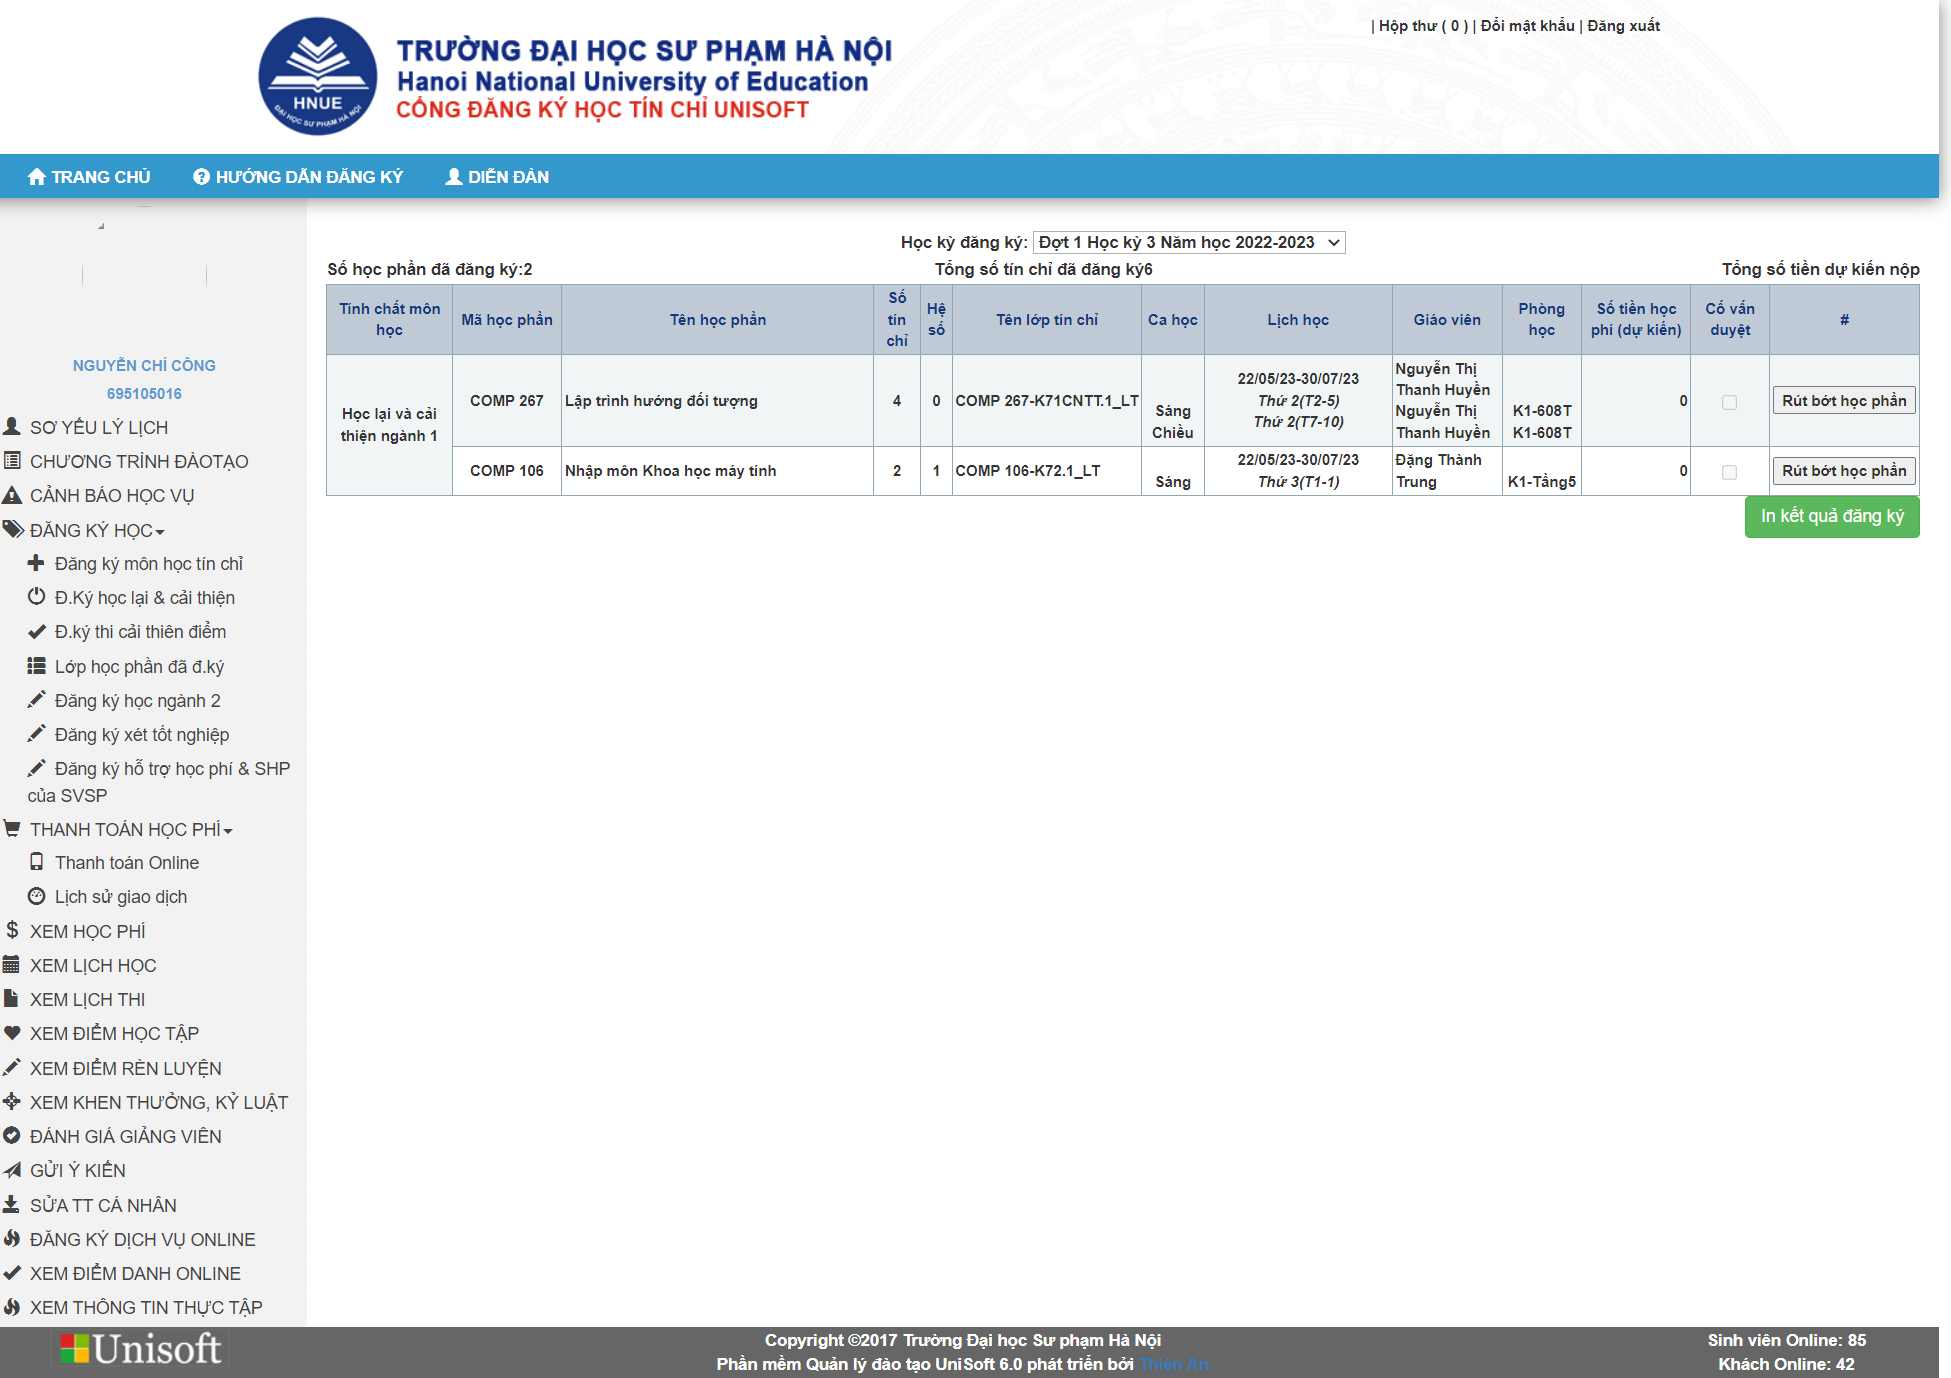 | Hộp thư ( 0 ) | Đổi mật khẩu | Đăng xuất
TRƯỜNG ĐẠI HỌC SƯ PHẠM HÀ NỘI
Hanoi National University of Education
CỔNG ĐĂNG KÝ HỌC TÍN CHỈ UNISOFT
HNUE
ĐẠI HỌC SƯ PHẠM HÀ NỘI
TRANG CHỦ HƯỚNG DẪN ĐĂNG KÝ DIỄN ĐÀN
NGUYỄN CHÍ CÔNG
695105016
SƠ YẾU LÝ LỊCH
CHƯƠNG TRÌNH ĐÀOTẠO
CẢNH BÁO HỌC VỤ
ĐĂNG KÝ HỌC
Đăng ký môn học tín chỉ
Đ.Ký học lại & cải thiện
Đ.ký thi cải thiên điểm
Lớp học phần đã đ.ký
Đăng ký học ngành 2
Đăng ký xét tốt nghiệp
Đăng ký hỗ trợ học phí & SHP
của SVSP
THANH TOÁN HỌC PHÍ
Thanh toán Online
Lịch sử giao dịch
XEM HỌC PHÍ
XEM LỊCH HỌC
XEM LỊCH THI
XEM ĐIỂM HỌC TẬP
XEM ĐIỂM RÈN LUYỆN
XEM KHEN THƯỞNG, KỶ LUẬT
ĐÁNH GIÁ GIẢNG VIÊN
GỬI Ý KIẾN
SỬA TT CÁ NHÂN
ĐĂNG KÝ DỊCH VỤ ONLINE
XEM ĐIỂM DANH ONLINE
XEM THÔNG TIN THỰC TẬP
Học kỳ đăng ký: Đợt 1 Học kỳ 3 Năm học 2022-2023
Số học phần đã đăng ký:2 Tổng số tín chỉ đã đăng ký6 Tổng số tiền dự kiến nộp
Tính chất môn học Mã học phần Tên học phần Số tín chỉ Hệ số Tên lớp tín chỉ Ca học Lịch học Giáo viên Phòng học Số tiền học phí (dự kiến) Cố vấn duyệt #
Học lại và cải thiện ngành 1
COMP 267 Lập trình hướng đối tượng 4 0 COMP 267-K71CNTT.1_LT Sáng Chiều 22/05/23-30/07/23 Thứ 2(T2-5) Thứ 2(T7-10) Nguyễn Thị Thanh Huyền Nguyễn Thị Thanh Huyền K1-608T K1-608T 0 Rút bớt học phần
COMP 106 Nhập môn Khoa học máy tính 2 1 COMP 106-K72.1_LT Sáng 22/05/23-30/07/23 Thứ 3(T1-1) Đặng Thành Trung K1-Tầng5 0 Rút bớt học phần
In kết quả đăng ký
Unisoft
Copyright ©2017 Trường Đại học Sư phạm Hà Nội
Phần mềm Quản lý đào tạo UniSoft 6.0 phát triển bởi Thiên An
Sinh viên Online: 85
Khách Online: 42